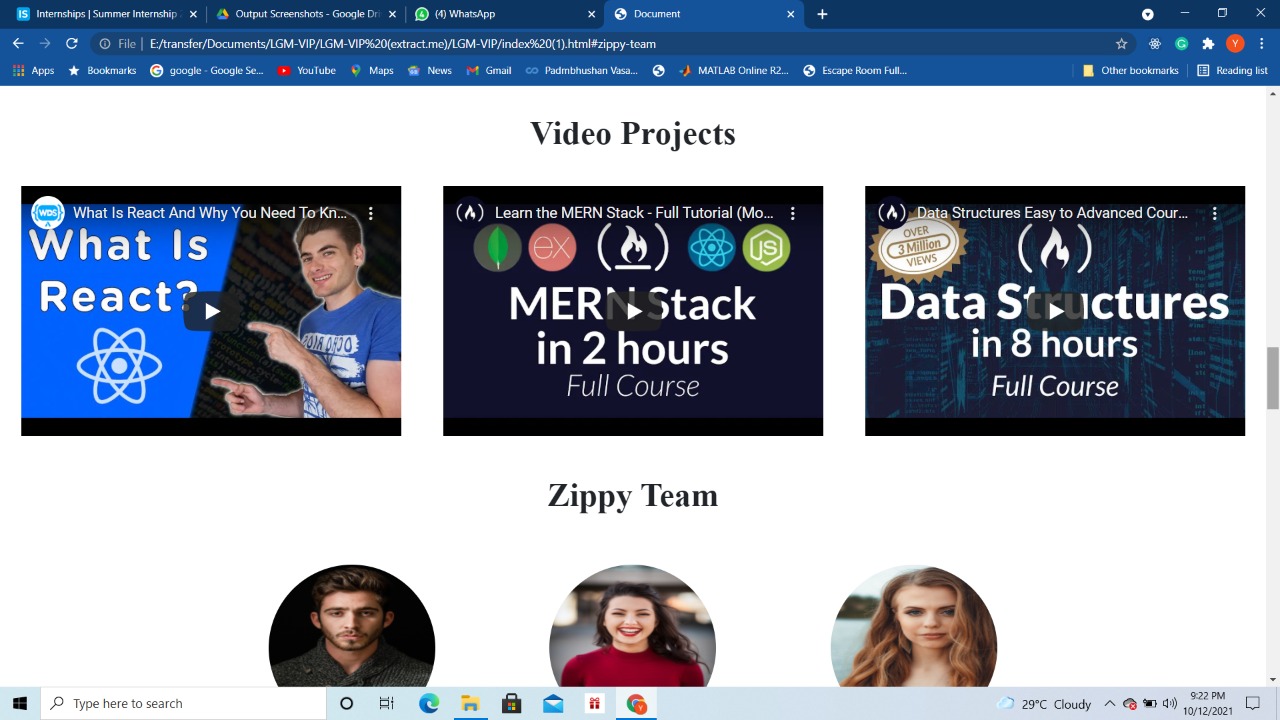 Internships | Summer Internship
Output Screenshots - Google Dri
(4) WhatsApp
Document
File | E:/transfer/Documents/LGM-VIP/LGM-VIP%20(extract.me)/LGM-VIP/index%20(1).html#zippy-team
Y
Apps
Bookmarks
google - Google Se...
YouTube
Maps
News
Gmail
Padmbhushan Vasa...
MATLAB Online R2...
Escape Room Full...
Other bookmarks
Reading list
Video Projects
WDS
What Is React And Why You Need To Kn...
What Is
React?
Learn the MERN Stack - Full Tutorial (Mo...
ex
JS
MERN Stack
in 2 hours
Full Course
Data Structures Easy to Advanced Cour...
OVER
3 Million
VIEWS
Data Structures
in 8 hours
Full Course
Zippy Team
Type here to search
29°C Cloudy
9:22 PM
10/12/2021